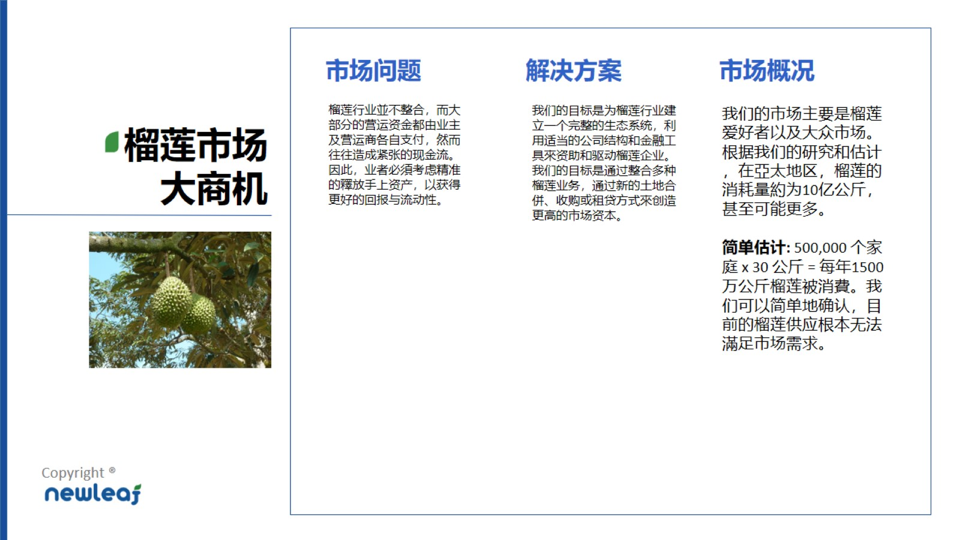 榴莲市场
大商机
Copyright ®
newleaf
市场问题
榴莲行业並不整合，而大
部分的营运资金都由业主
及营运商各自支付，然而
往往造成紧张的现金流。
因此，业者必須考虑精准
的釋放手上资产，以获得
更好的回报与流动性。
解决方案
我们的目标是为榴莲行业建
立一个完整的生态系统，利
用适当的公司结构和金融工
具來资助和驱动榴莲企业。
我们的目标是通过整合多种
榴莲业务，通过新的土地合
併、收购或租贷方式來创造
更高的市场资本。
市场概况
我们的市场主要是榴莲
爱好者以及大众市场。
根据我们的研究和估计
，在亞太地区，榴莲的
消耗量約为10亿公斤，
甚至可能更多。
简单估计: 500,000 个家
庭 x 30 公斤 = 每年1500
万公斤榴莲被消費。我
们可以简单地确认，目
前的榴莲供应根本无法
滿足市场需求。